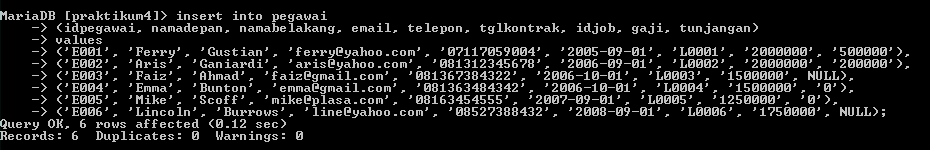 MariaDB [praktikum4]> insert into pegawai
-> (idpegawai, namadepan, namabelakang, email, telepon, tglkontrak, idjob, gaji, tunjangan)
-> values
-> ('E001', 'Ferry', 'Gustian', 'ferry@yahoo.com', '07117059004', '2005-09-01', 'L0001', '2000000', '500000'),
-> ('E002', 'Aris', 'Ganiardi', 'aris@yahoo.com', '081312345678', '2006-09-01', 'L0002', '2000000', '200000'),
-> ('E003', 'Faiz', 'Ahmad', 'faiz@gmail.com', '081367384322', '2006-10-01', 'L0003', '1500000', NULL),
-> ('E004', 'Emma', 'Bunton', 'emma@gmail.com', '081363484342', '2006-10-01', 'L0004', '1500000', '0'),
-> ('E005', 'Mike', 'Scoff', 'mike@plasa.com', '08163454555', '2007-09-01', 'L0005', '1250000', '0'),
-> ('E006', 'Lincoln', 'Burrows', 'line@yahoo.com', '08527388432', '2008-09-01', 'L0006', '1750000', NULL);
Query OK, 6 rows affected (0.12 sec)
Records: 6  Duplicates: 0  Warnings: 0